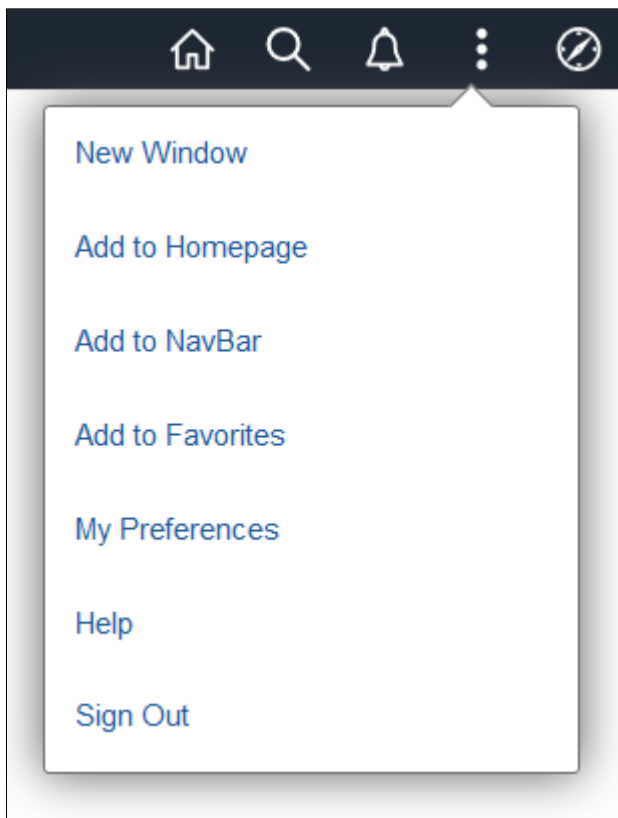 New Window
Add to Homepage
Add to NavBar
Add to Favorites
My Preferences
Help
Sign Out